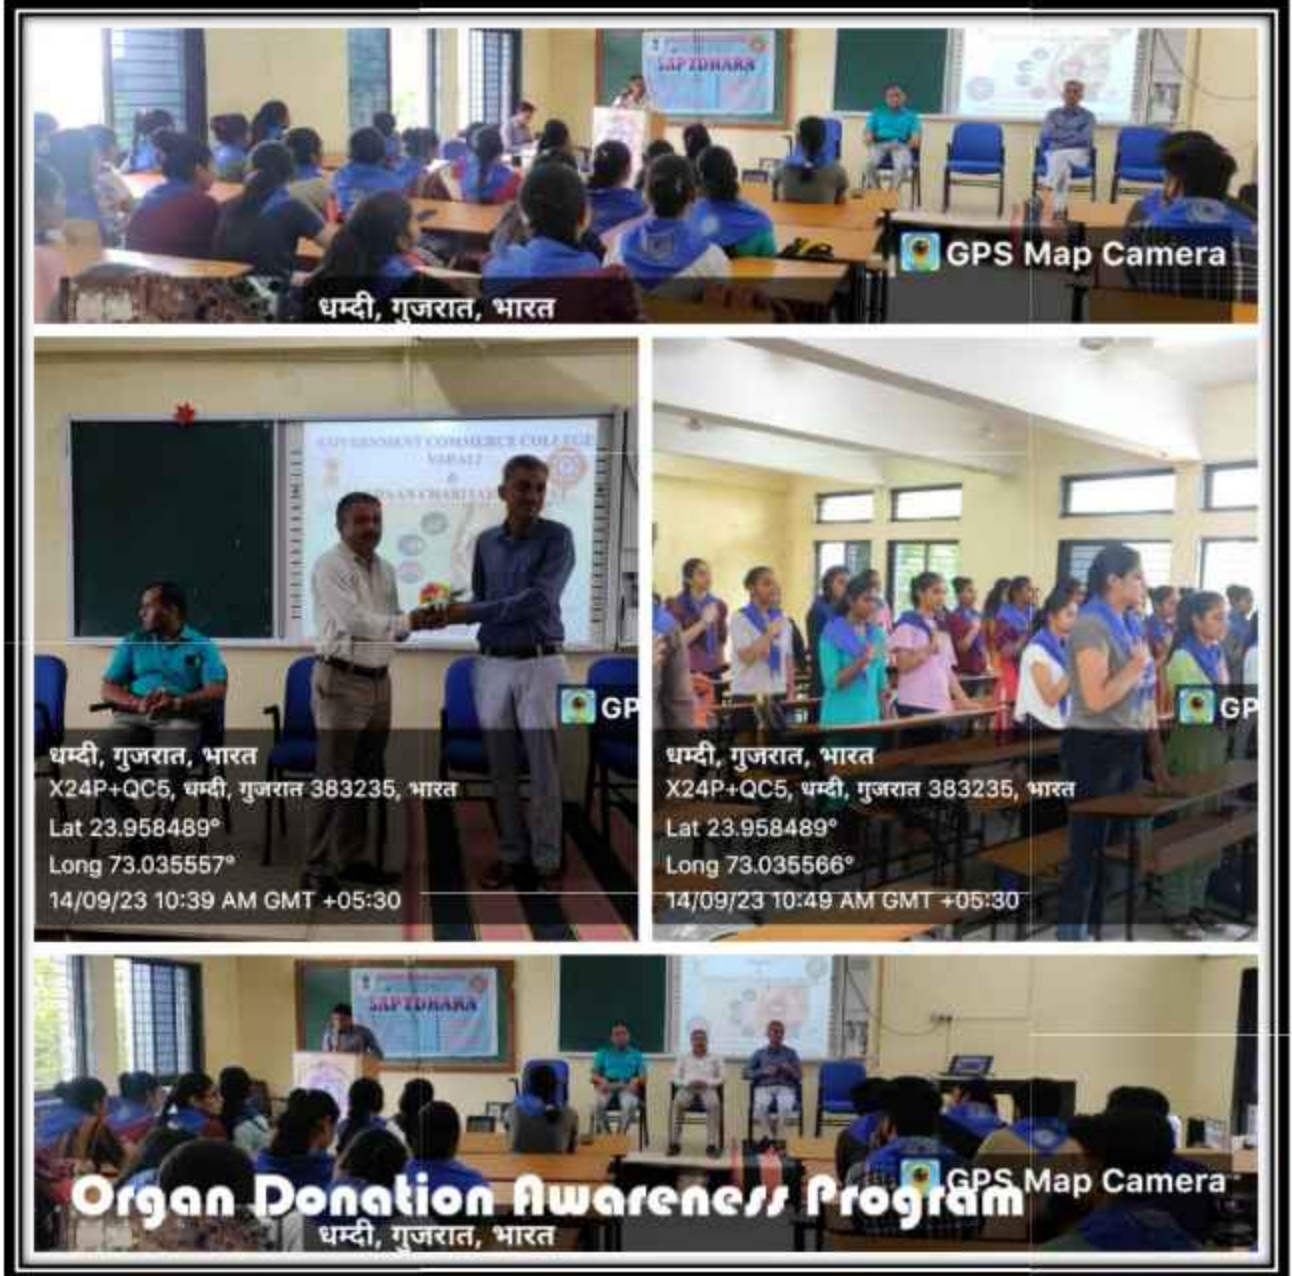 SAPTDHARA
GPS Map Camera
धम्दी, गुजरात, भारत
GOVERNMENT COMMERCE COLLEGE
VADALI
&
GP
धम्दी, गुजरात, भारत
X24P+QC5, धम्दी, गुजरात 383235, भारत
Lat 23.958489°
Long 73.035557°
14/09/23 10:39 AM GMT +05:30
GP
धम्दी, गुजरात, भारत
X24P+QC5, धम्दी, गुजरात 383235, भारत
Lat 23.958489°
Long 73.035566°
14/09/23 10:49 AM GMT +05:30
SAPTDHARA
GPS Map Camera
Organ Donation Awareness Program
धम्दी, गुजरात, भारत